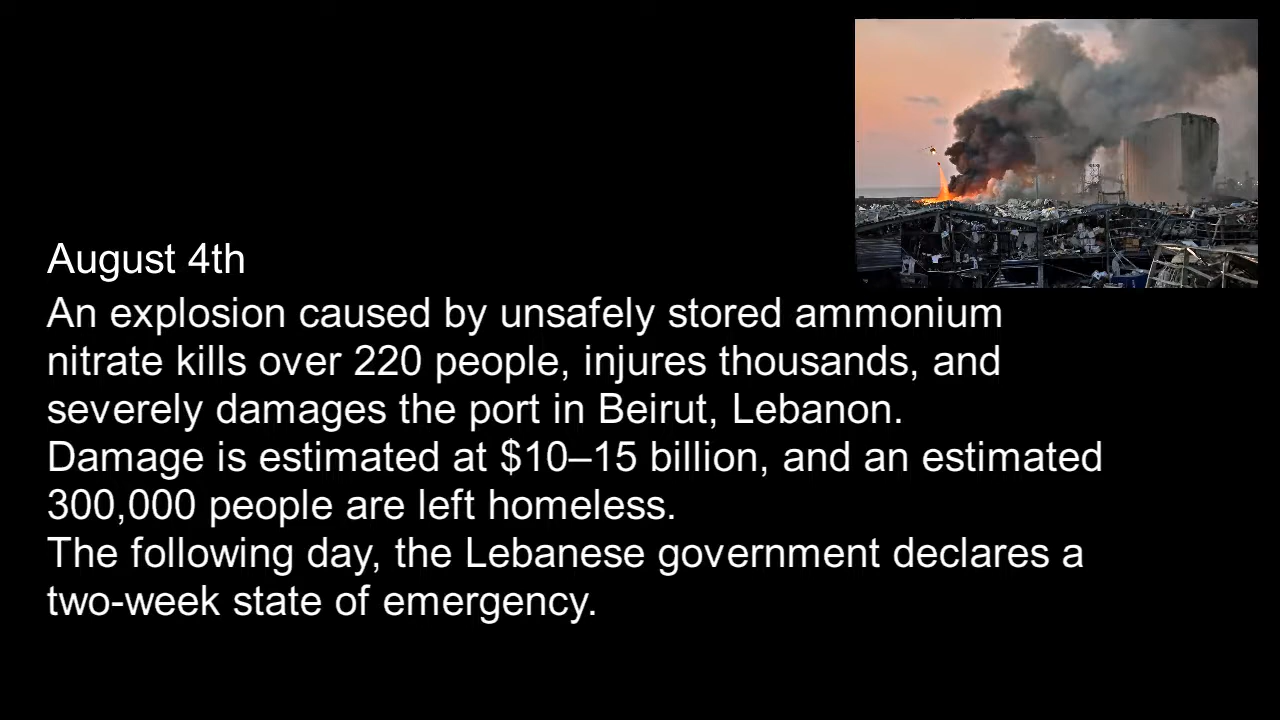 August 4th
An explosion caused by unsafely stored ammonium
nitrate kills over 220 people, injures thousands, and
severely damages the port in Beirut, Lebanon.
Damage is estimated at $10–15 billion, and an estimated
300,000 people are left homeless.
The following day, the Lebanese government declares a
two-week state of emergency.